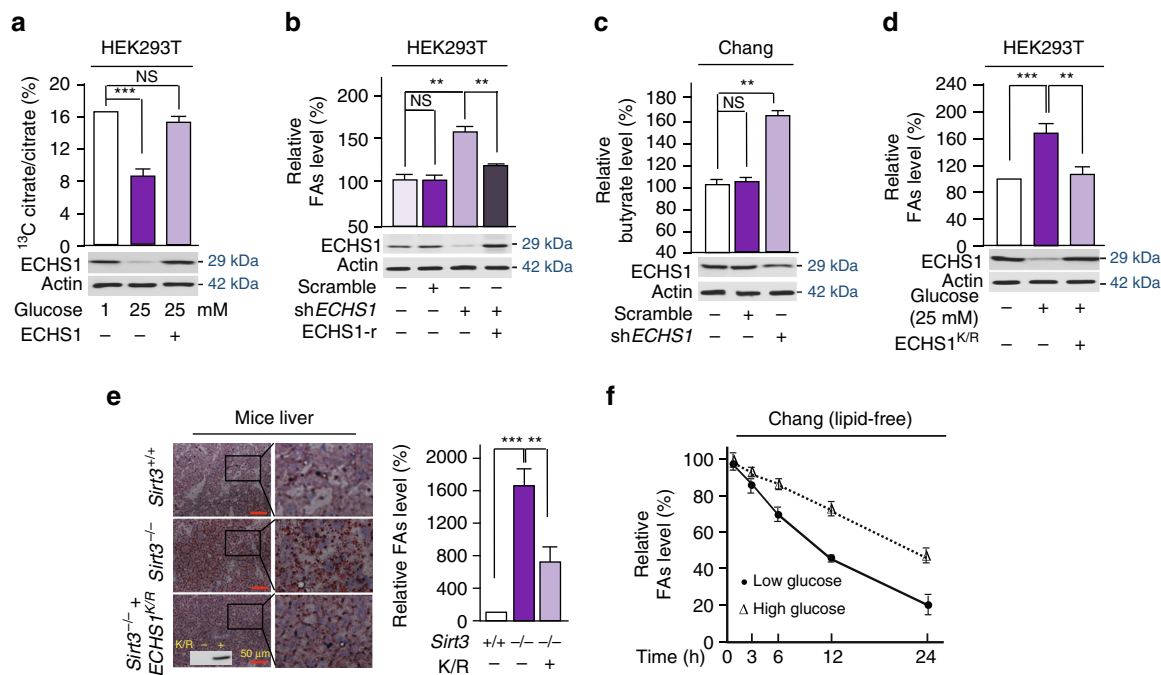 a
HEK293T
¹³C citrate/citrate (%)
20
16
12
8
4
0
NS
***
ECHS1
29 kDa
Actin
42 kDa
Glucose 1 25 25 mM
ECHS1 – – +
b
HEK293T
Relative
FAs level (%)
200
150
100
50
** **
NS
ECHS1
29 kDa
Actin
42 kDa
Scramble – + – –
shECHS1 – – + +
ECHS1-r – – – +
c
Chang
Relative
butyrate level (%)
180
160
140
120
100
80
60
40
**
NS
ECHS1
29 kDa
Actin
42 kDa
Scramble – + –
shECHS1 – – +
d
HEK293T
Relative
FAs level (%)
240
200
160
120
80
40
0
*** **
ECHS1
29 kDa
Actin
42 kDa
Glucose
(25 mM) – + +
ECHS1^K/R – – +
e
Mice liver
Sirt3+/+
Sirt3–/–
Sirt3–/– +
ECHS1K/R
K/R – +
50 µm
Relative FAs level (%)
2000
1600
1200
800
400
0
*** **
Sirt3 +/+ –/– –/–
K/R – – +
f
Chang (lipid-free)
Relative
FAs level (%)
100
80
60
40
20
0
Low glucose
High glucose
Time (h) 0 3 6 12 24